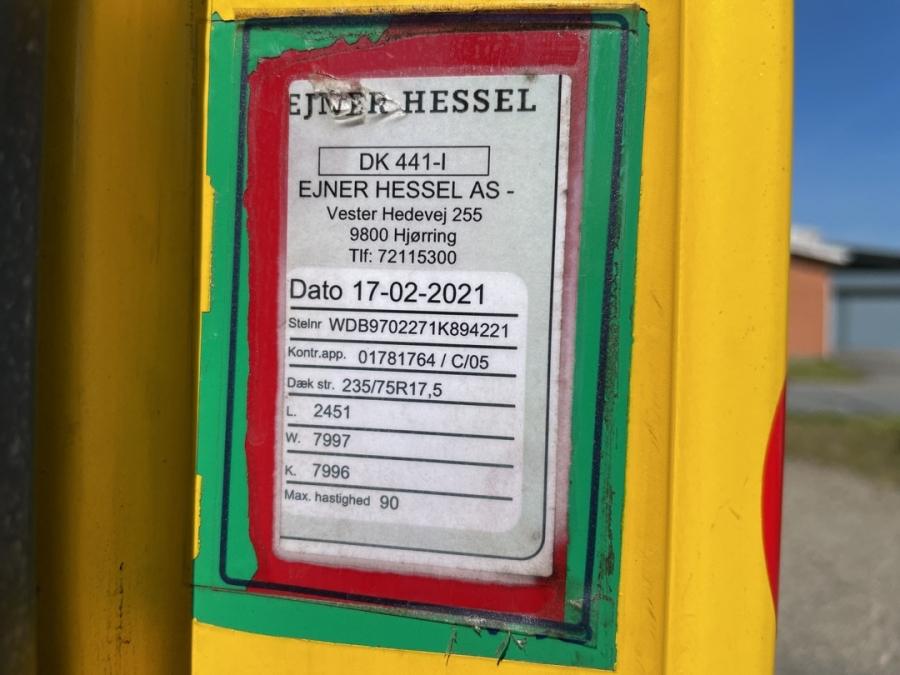 EJNER HESSEL
DK 441-I
EJNER HESSEL AS -
Vester Hedevej 255
9800 Hjørring
Tlf: 72115300
Dato 17-02-2021
Stelnr WDB9702271K894221
Kontr.app. 01781764 / C/05
Dæk str. 235/75R17,5
L. 2451
W. 7997
K. 7996
Max. hastighed 90